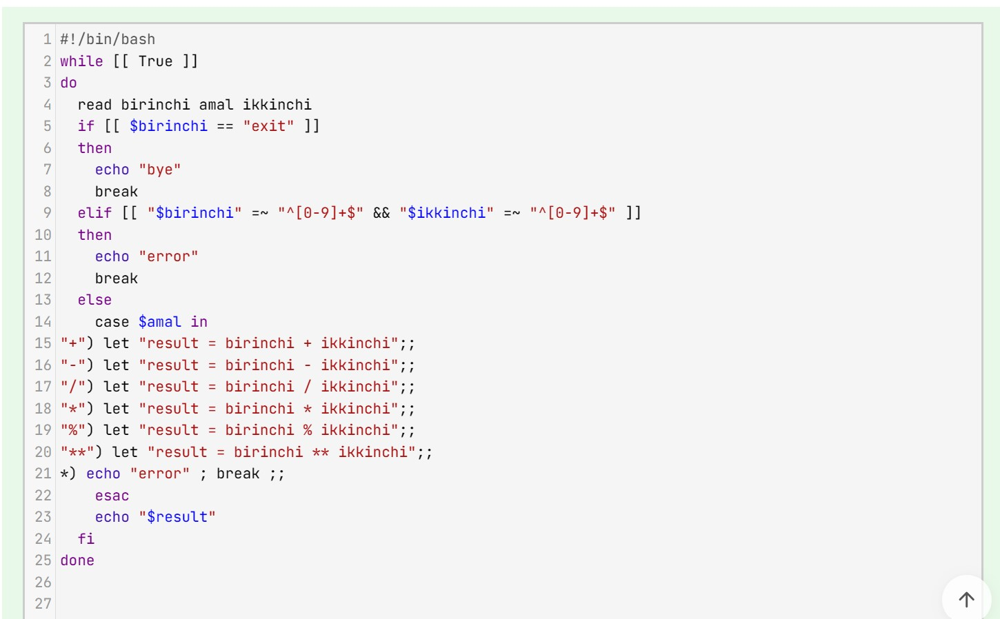 1 #!/bin/bash
2 while [[ True ]]
3 do
4   read birinchi amal ikkinchi
5   if [[ $birinchi == "exit" ]]
6   then
7     echo "bye"
8     break
9   elif [[ "$birinchi" =~ "^[0-9]+$" && "$ikkinchi" =~ "^[0-9]+$" ]]
10   then
11     echo "error"
12     break
13   else
14     case $amal in
15 "+") let "result = birinchi + ikkinchi";;
16 "-") let "result = birinchi - ikkinchi";;
17 "/") let "result = birinchi / ikkinchi";;
18 "*") let "result = birinchi * ikkinchi";;
19 "%") let "result = birinchi % ikkinchi";;
20 "**") let "result = birinchi ** ikkinchi";;
21 *) echo "error" ; break ;;
22     esac
23     echo "$result"
24   fi
25 done
26
27